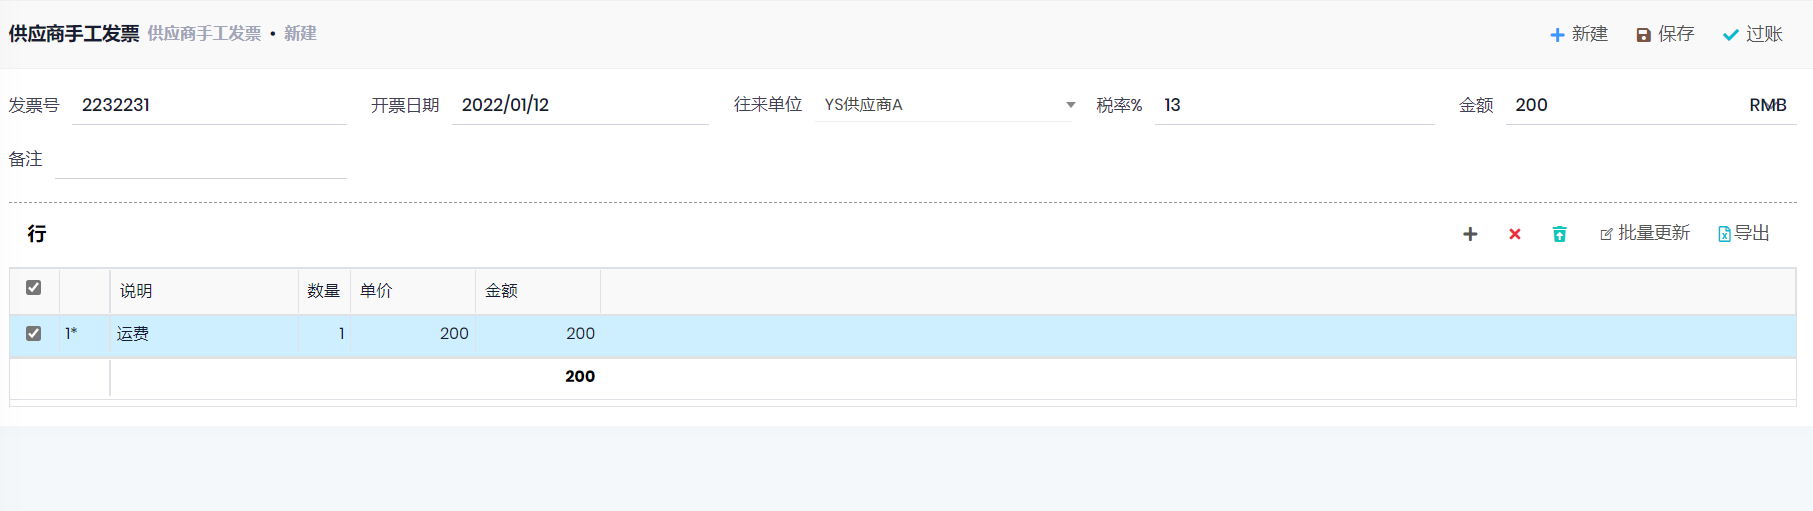 供应商手工发票 供应商手工发票 • 新建 新建 保存 过账
发票号 2232231 开票日期 2022/01/12 往来单位 YS供应商A 税率% 13 金额 200 RMB
备注
行 批量更新 导出
说明 数量 单价 金额
1* 运费 1 200 200
200